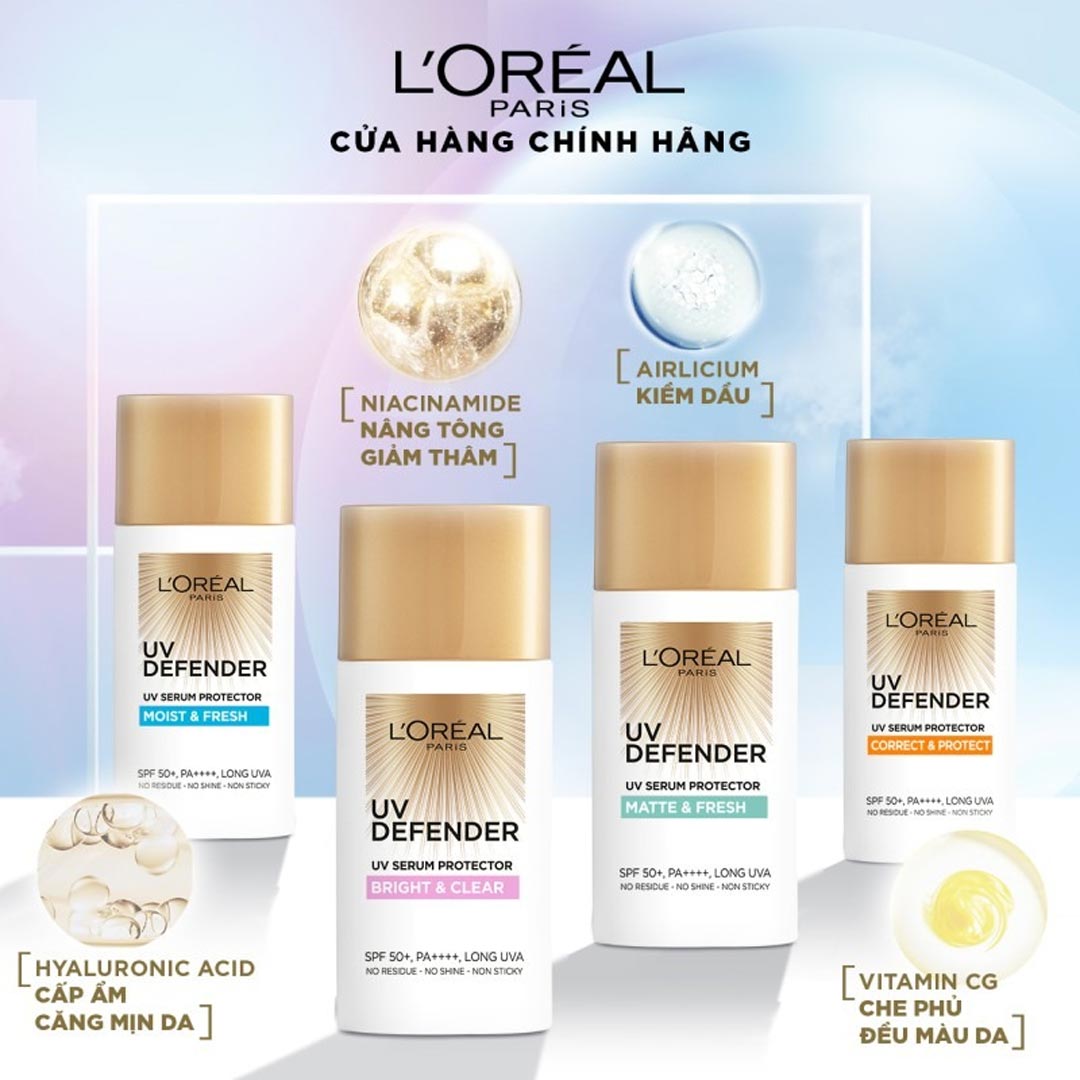 L'ORÉAL
PARiS
CỬA HÀNG CHÍNH HÃNG
NIACINAMIDE
NÂNG TÔNG
GIẢM THÂM
AIRLICIUM
KIỀM DẦU
L'ORÉAL
PARiS
UV
DEFENDER
UV SERUM PROTECTOR
MOIST & FRESH
SPF 50+, PA++++, LONG UVA
NO RESIDUE - NO SHINE - NON STICKY
L'ORÉAL
PARiS
UV
DEFENDER
UV SERUM PROTECTOR
BRIGHT & CLEAR
SPF 50+, PA++++, LONG UVA
NO RESIDUE - NO SHINE - NON STICKY
L'ORÉAL
PARiS
UV
DEFENDER
UV SERUM PROTECTOR
MATTE & FRESH
SPF 50+, PA++++, LONG UVA
NO RESIDUE - NO SHINE - NON STICKY
L'ORÉAL
PARiS
UV
DEFENDER
UV SERUM PROTECTOR
CORRECT & PROTECT
SPF 50+, PA++++, LONG UVA
NO RESIDUE - NO SHINE - NON STICKY
HYALURONIC ACID
CẤP ẨM
CĂNG MỊN DA
VITAMIN CG
CHE PHỦ
ĐỀU MÀU DA